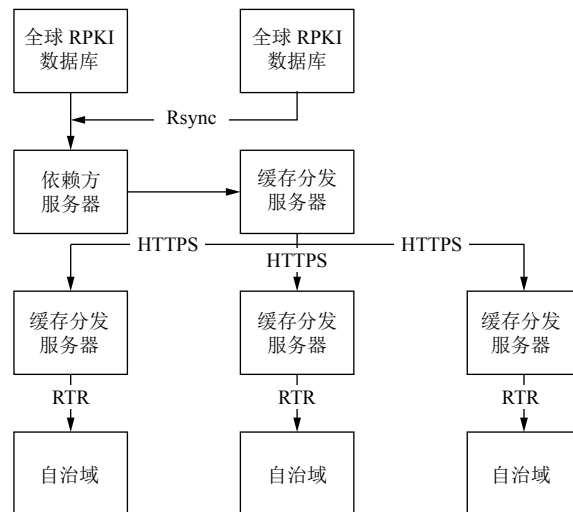 全球 RPKI
数据库
全球 RPKI
数据库
Rsync
依赖方
服务器
缓存分发
服务器
HTTPS
HTTPS
HTTPS
缓存分发
服务器
缓存分发
服务器
缓存分发
服务器
RTR
RTR
RTR
自治域
自治域
自治域